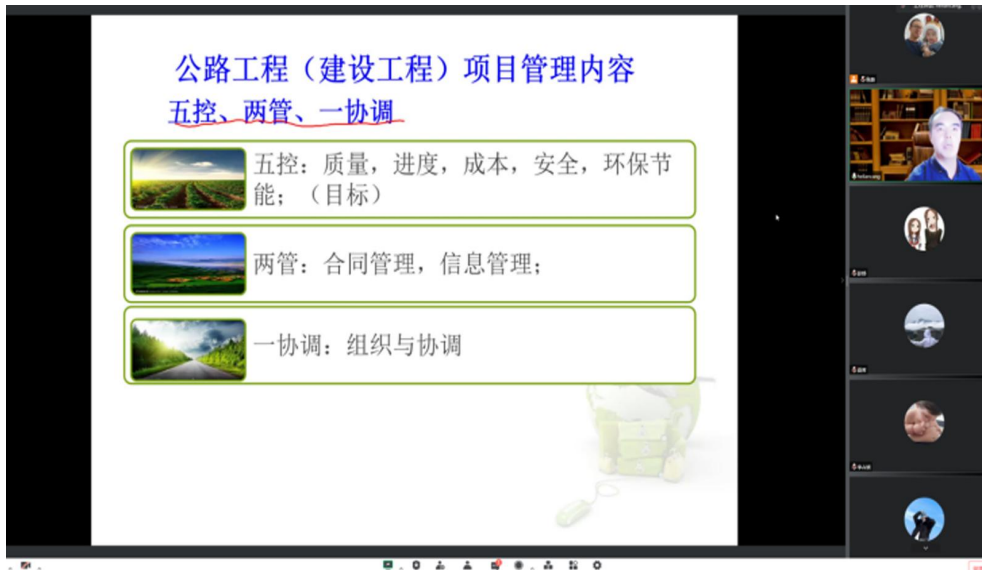 公路工程（建设工程）项目管理内容
五控、两管、一协调
五控：质量，进度，成本，安全，环保节
能；（目标）
两管：合同管理，信息管理；
一协调：组织与协调